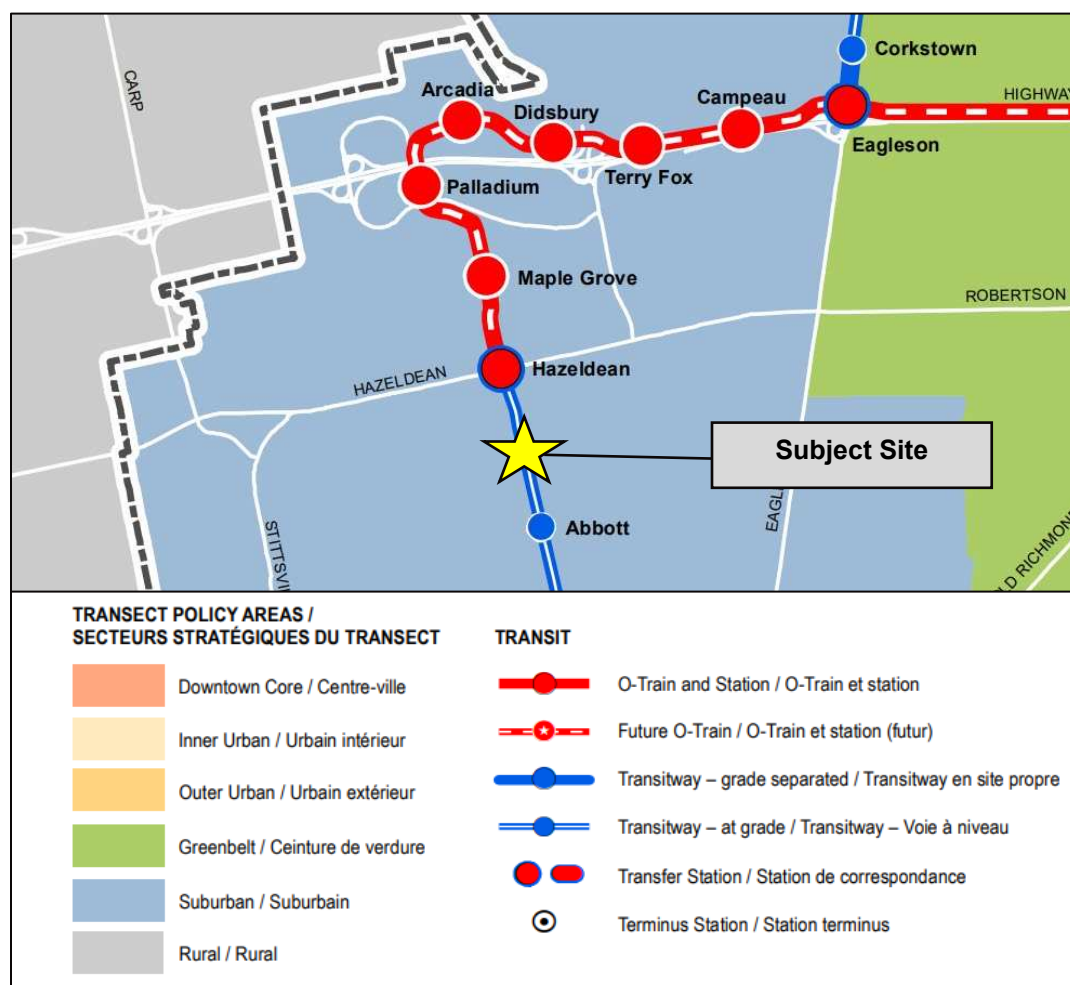 Corkstown
CARP
Arcadia
Campeau
HIGHWAY
Didsbury
Eagleson
Terry Fox
Palladium
Maple Grove
ROBERTSON
Hazeldean
HAZELDEAN
Subject Site
EAGL
Abbott
STITTSVI
LD RICHMON
TRANSECT POLICY AREAS /
SECTEURS STRATÉGIQUES DU TRANSECT
Downtown Core / Centre-ville
Inner Urban / Urbain intérieur
Outer Urban / Urbain extérieur
Greenbelt / Ceinture de verdure
Suburban / Suburbain
Rural / Rural
TRANSIT
O-Train and Station / O-Train et station
Future O-Train / O-Train et station (futur)
Transitway – grade separated / Transitway en site propre
Transitway – at grade / Transitway – Voie à niveau
Transfer Station / Station de correspondance
Terminus Station / Station terminus